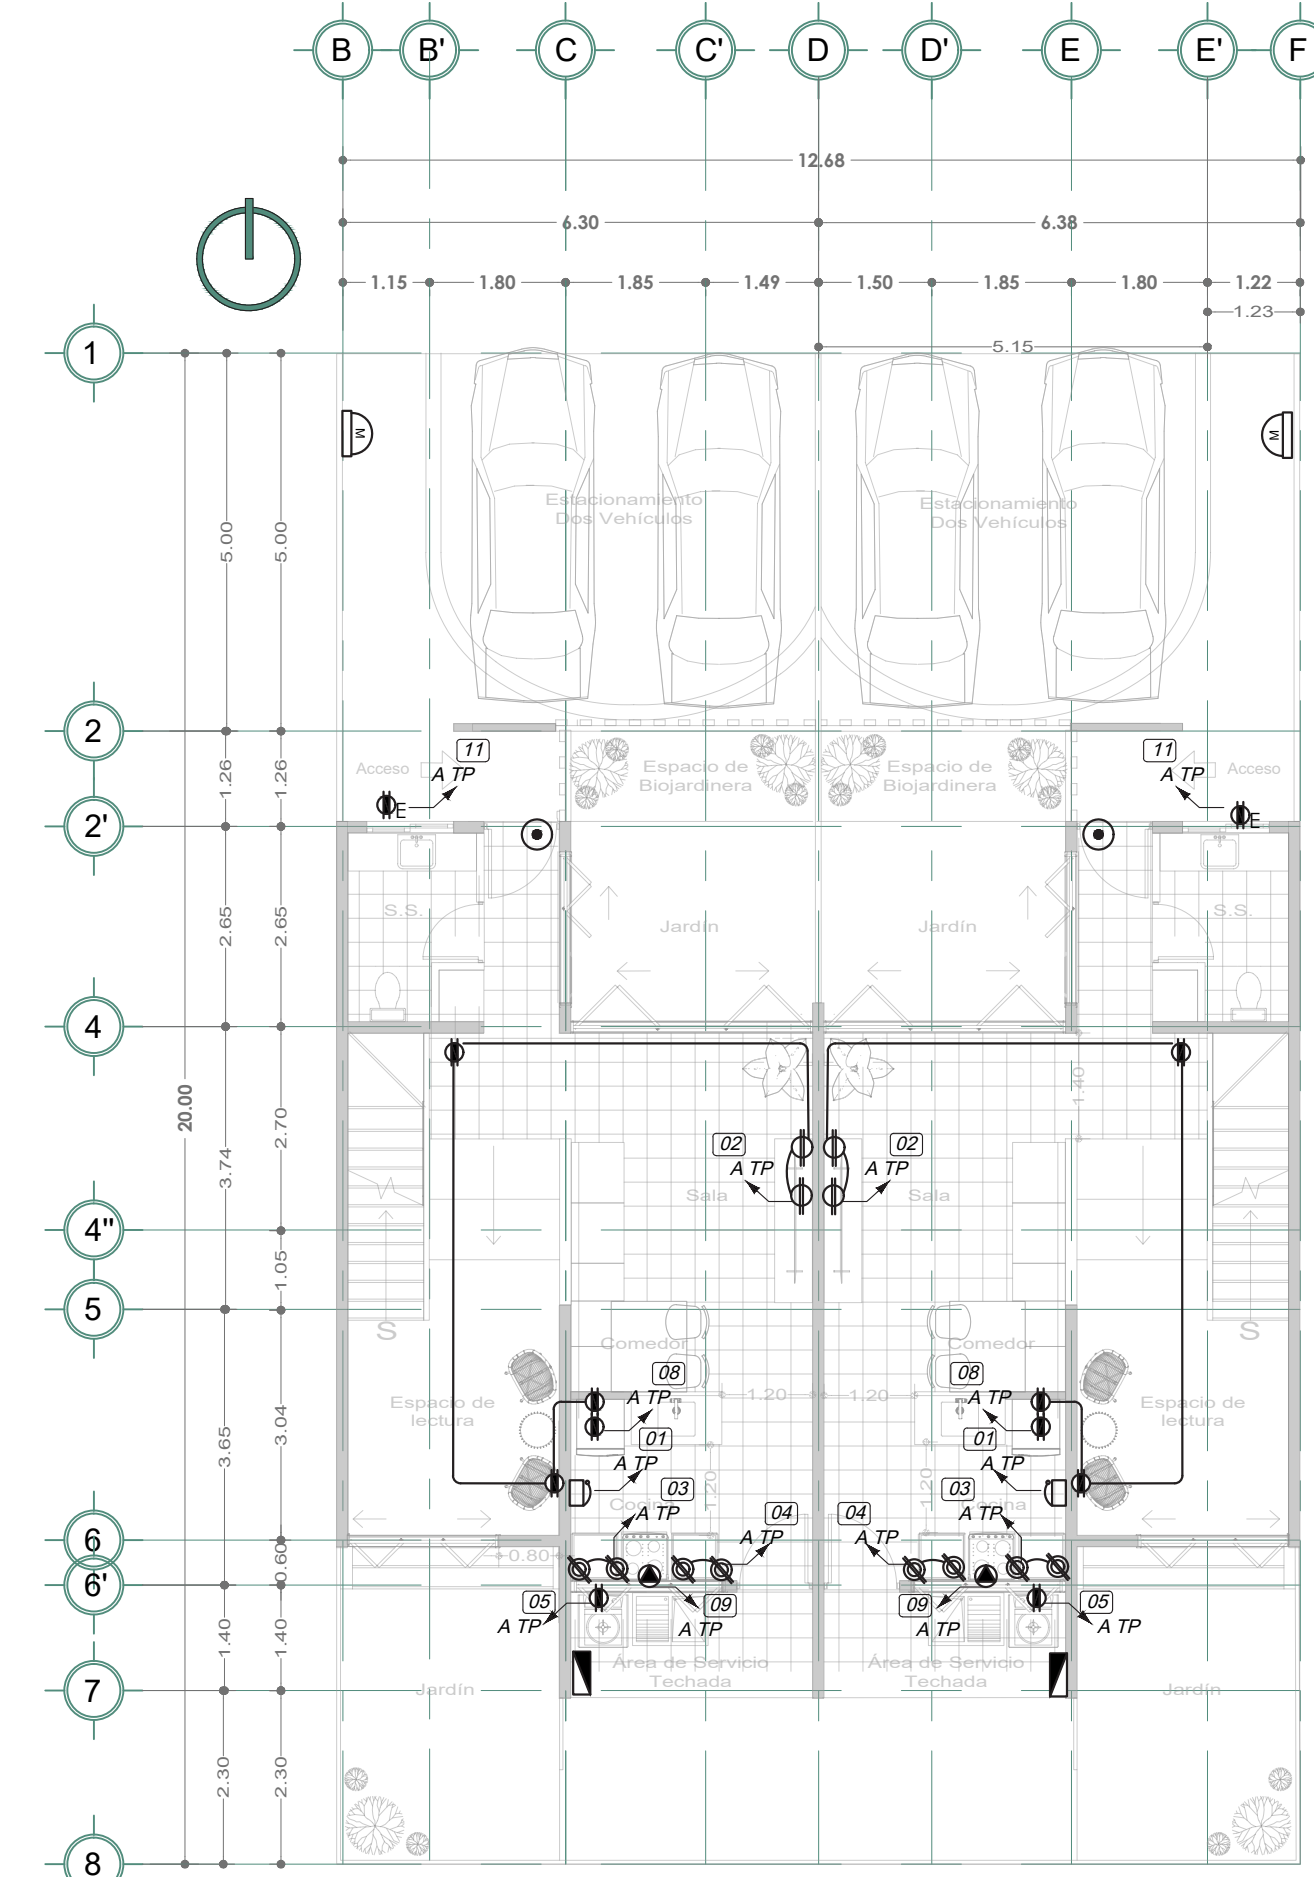 B B' C C' D D' E E' F
12.68
6.30 6.38
1.15 1.80 1.85 1.49 1.50 1.85 1.80 1.22
1.23
5.15
1
M M
Estacionamiento
Dos Vehículos
Estacionamiento
Dos Vehículos
5.00 5.00
2
11
A TP
Acceso
E
Espacio de
Biojardinera
Espacio de
Biojardinera
11
A TP
Acceso
E
1.26 1.26
2'
S.S.
Jardín
Jardín
S.S.
2.65 2.65
4
20.00
3.74
2.70
1.40
02
A TP
02
A TP
Sala
Sala
4"
1.05
5
S
S
Comedor
Comedor
08
A TP
1.20
1.20
08
A TP
Espacio de
lectura
Espacio de
lectura
3.65
3.04
01
A TP
01
A TP
1.20
1.20
03
A TP
03
A TP
Cocina
Cocina
04
A TP
04
A TP
6
0.80
0.60
6'
05
A TP
09
A TP
09
A TP
05
A TP
1.40 1.40
Área de Servicio
Techada
Área de Servicio
Techada
7
Jardín
Jardín
2.30 2.30
8